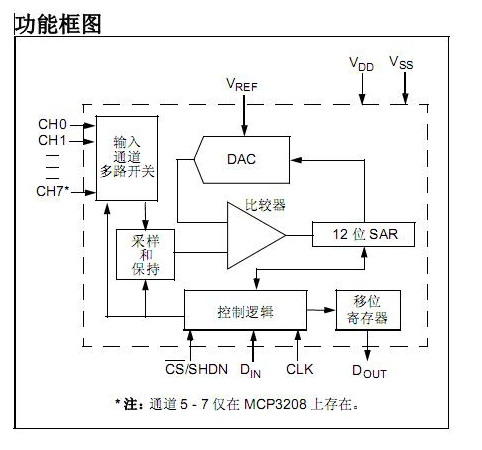 功能框图
VDD
VSS
VREF
CH0
CH1
CH7*
输入
通道
多路开关
DAC
比较器
采样
和
保持
12 位 SAR
控制逻辑
移位
寄存器
CS/SHDN
DIN
CLK
DOUT
* 注：通道 5 - 7 仅在 MCP3208 上存在。